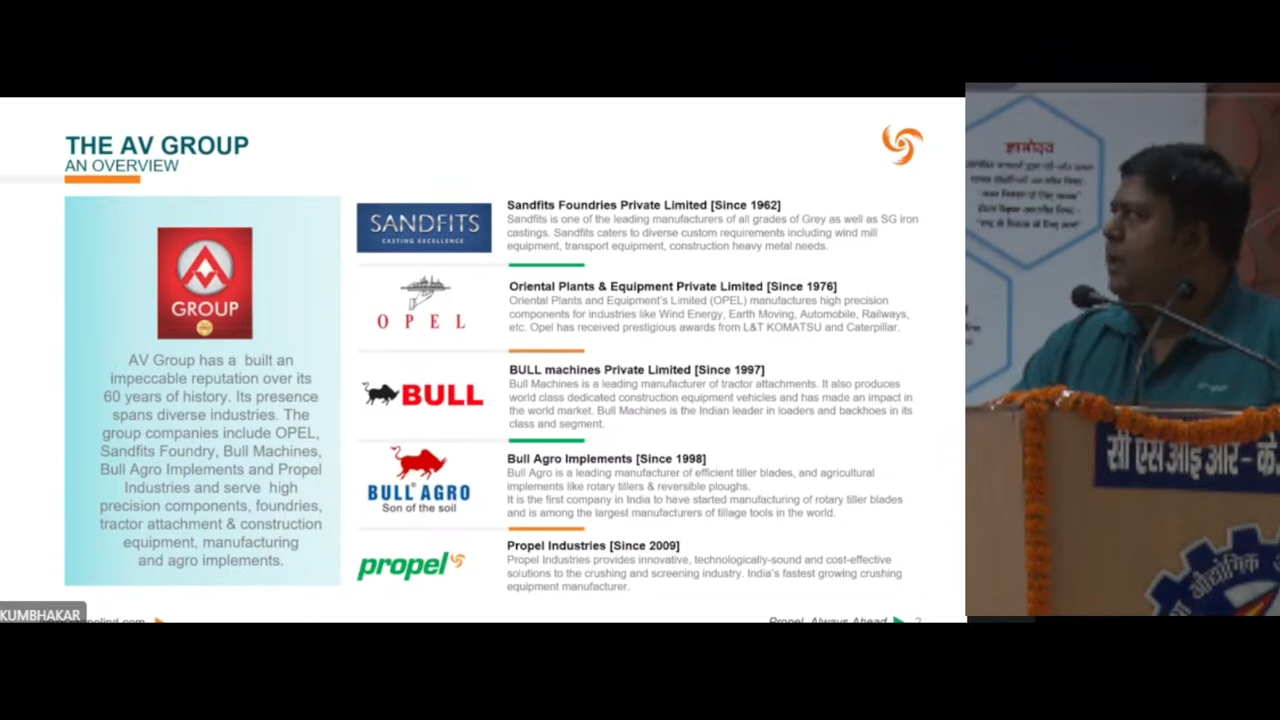 THE AV GROUP
AN OVERVIEW
GROUP
AV Group has a built an
impeccable reputation over its
60 years of history. Its presence
spans diverse industries. The
group companies include OPEL,
Sandfits Foundry, Bull Machines,
Bull Agro Implements and Propel
Industries and serve high
precision components, foundries,
tractor attachment & construction
equipment, manufacturing
and agro implements.
SANDFITS
CASTING EXCELLENCE
Sandfits Foundries Private Limited [Since 1962]
Sandfits is one of the leading manufacturers of all grades of Grey as well as SG iron
castings. Sandfits caters to diverse custom requirements including wind mill
equipment, transport equipment, construction heavy metal needs.
OPEL
Oriental Plants & Equipment Private Limited [Since 1976]
Oriental Plants and Equipment's Limited (OPEL) manufactures high precision
components for industries like Wind Energy, Earth Moving, Automobile, Railways,
etc. Opel has received prestigious awards from L&T KOMATSU and Caterpillar.
BULL
BULL machines Private Limited [Since 1997]
Bull Machines is a leading manufacturer of tractor attachments. It also produces
world class dedicated construction equipment vehicles and has made an impact in
the world market. Bull Machines is the Indian leader in loaders and backhoes in its
class and segment.
BULL® AGRO
Son of the soil
Bull Agro Implements [Since 1998]
Bull Agro is a leading manufacturer of efficient tiller blades, and agricultural
implements like rotary tillers & reversible ploughs.
It is the first company in India to have started manufacturing of rotary tiller blades
and is among the largest manufacturers of tillage tools in the world.
propel
Propel Industries [Since 2009]
Propel Industries provides innovative, technologically-sound and cost-effective
solutions to the crushing and screening industry. India's fastest growing crushing
equipment manufacturer.
KUMBHAKAR
Propel, Always Ahead 2
ज्ञानोदय
सी एस आइ आर - के
औद्योगिक